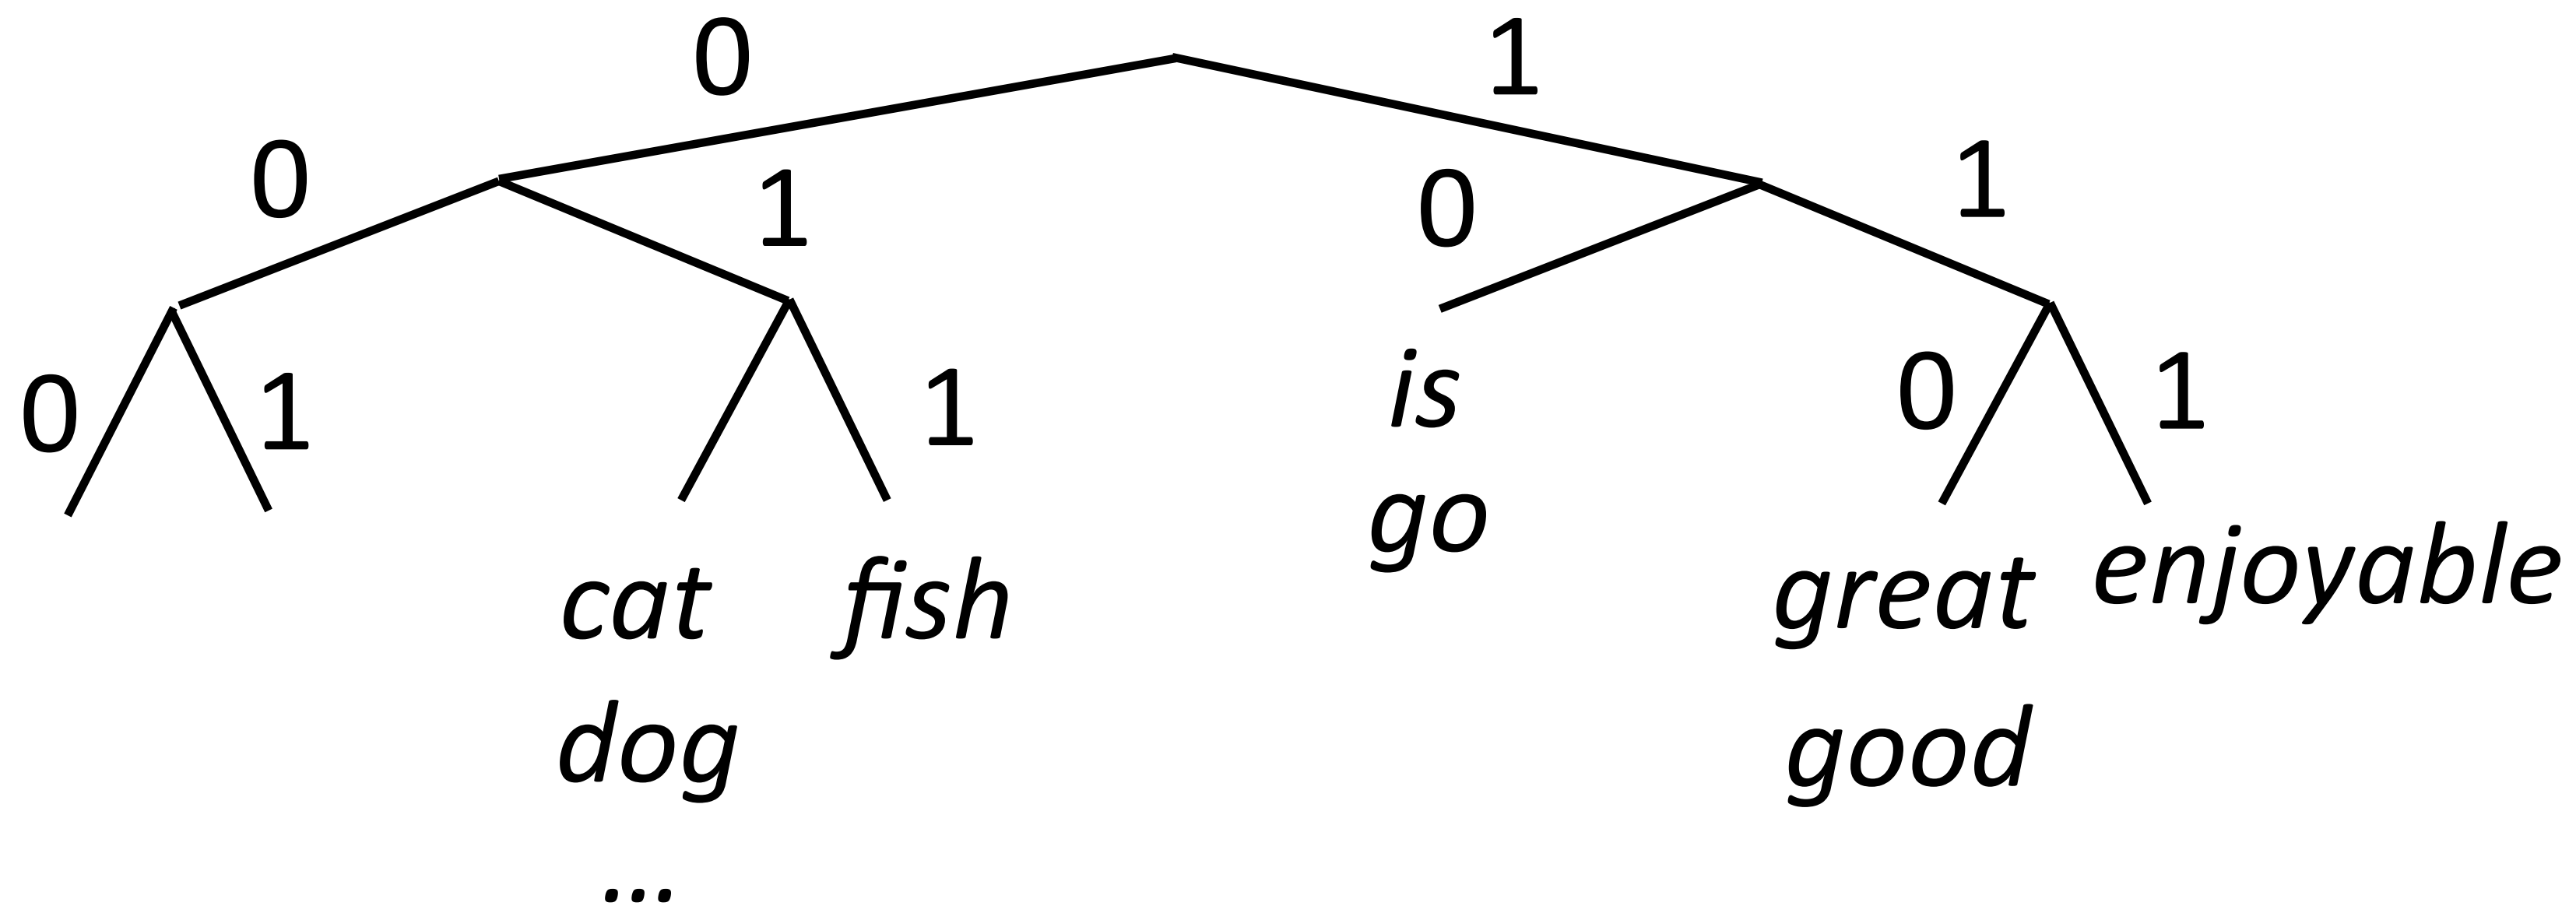 0 1
0 1 0 1
0 1 1 0 1
is
go
cat fish great enjoyable
dog good
...